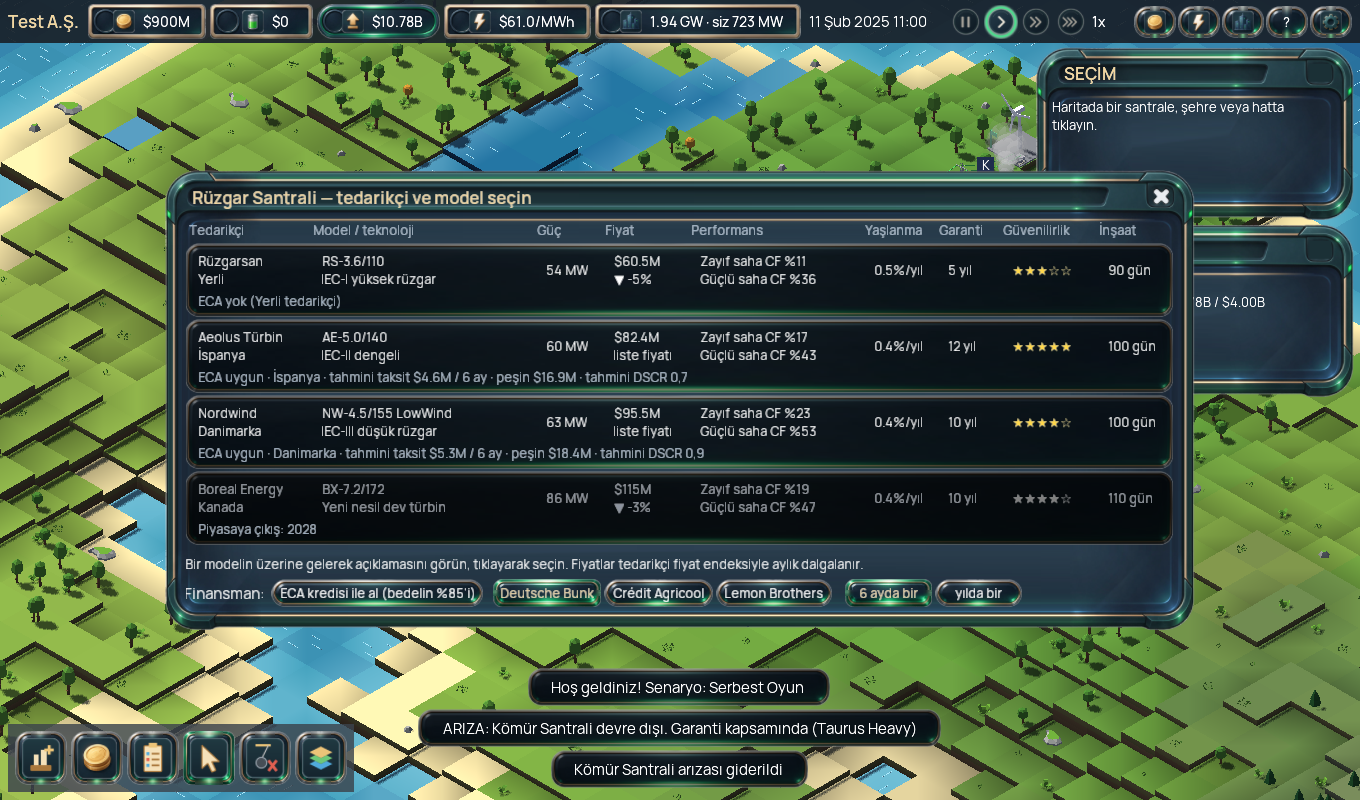 Test A.Ş.
$900M
$0
$10.78B
$61.0/MWh
1.94 GW · siz 723 MW
11 Şub 2025 11:00
1x
?
SEÇİM
Haritada bir santrale, şehre veya hatta
tıklayın.
K
Rüzgar Santrali — tedarikçi ve model seçin
Tedarikçi Model / teknoloji Güç Fiyat Performans Yaşlanma Garanti Güvenilirlik İnşaat
Rüzgarsan RS-3.6/110 $60.5M Zayıf saha CF %11
54 MW 0.5%/yıl 5 yıl ★★★☆☆ 90 gün
Yerli IEC-I yüksek rüzgar ▼ -5% Güçlü saha CF %36
ECA yok (Yerli tedarikçi)
Aeolus Türbin AE-5.0/140 $82.4M Zayıf saha CF %17
60 MW 0.4%/yıl 12 yıl ★★★★★ 100 gün
İspanya IEC-II dengeli liste fiyatı Güçlü saha CF %43
ECA uygun · İspanya · tahmini taksit $4.6M / 6 ay · peşin $16.9M · tahmini DSCR 0,7
Nordwind NW-4.5/155 LowWind $95.5M Zayıf saha CF %23
63 MW 0.4%/yıl 10 yıl ★★★★☆ 100 gün
Danimarka IEC-III düşük rüzgar liste fiyatı Güçlü saha CF %53
ECA uygun · Danimarka · tahmini taksit $5.3M / 6 ay · peşin $18.4M · tahmini DSCR 0,9
Boreal Energy BX-7.2/172 $115M Zayıf saha CF %19
86 MW 0.4%/yıl 10 yıl ★★★★☆ 110 gün
Kanada Yeni nesil dev türbin ▼ -3% Güçlü saha CF %47
Piyasaya çıkış: 2028
8B / $4.00B
Bir modelin üzerine gelerek açıklamasını görün, tıklayarak seçin. Fiyatlar tedarikçi fiyat endeksiyle aylık dalgalanır.
Finansman: ECA kredisi ile al (bedelin %85'i) Deutsche Bunk Crédit Agricool Lemon Brothers 6 ayda bir yılda bir
Hoş geldiniz! Senaryo: Serbest Oyun
ARIZA: Kömür Santrali devre dışı. Garanti kapsamında (Taurus Heavy)
Kömür Santrali arızası giderildi